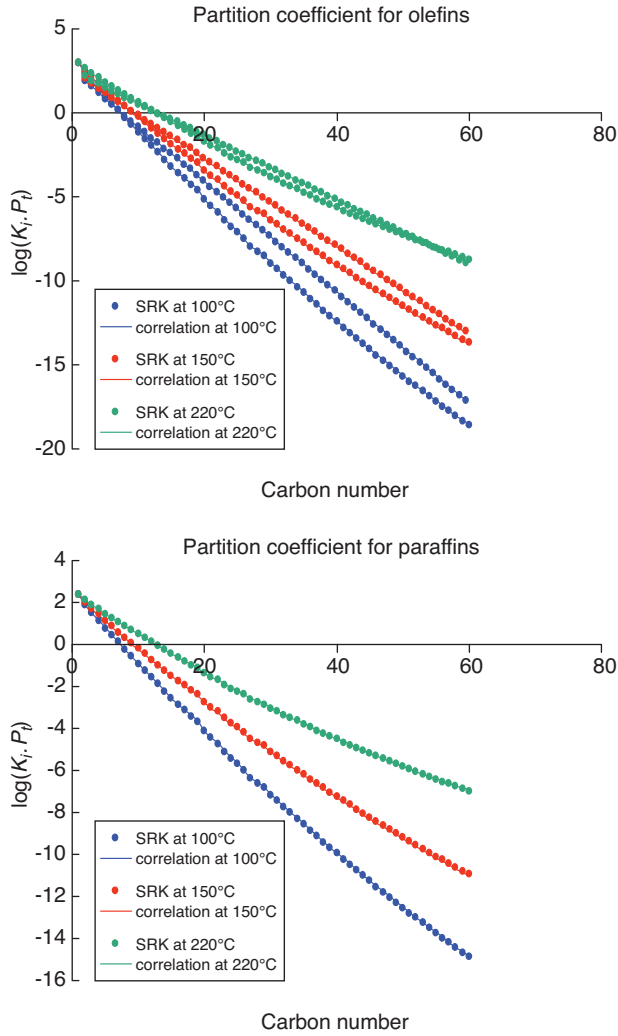 Partition coefficient for olefins
5
0
0
20
40
60
80
-5
-10
-15
-20
log(Ki. Pt)
SRK at 100°C
correlation at 100°C
SRK at 150°C
correlation at 150°C
SRK at 220°C
correlation at 220°C
Carbon number
Partition coefficient for paraffins
4
2
0
0
20
40
60
80
-2
-4
-6
-8
-10
-12
-14
-16
log(Ki. Pt)
SRK at 100°C
correlation at 100°C
SRK at 150°C
correlation at 150°C
SRK at 220°C
correlation at 220°C
Carbon number